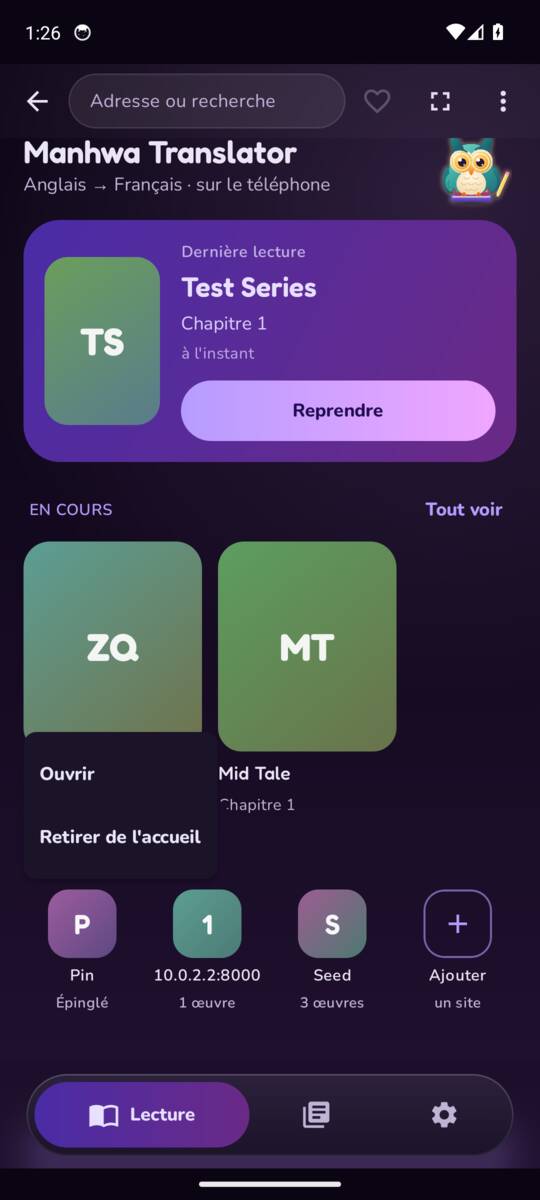 1:26
Adresse ou recherche
Manhwa Translator
Anglais → Français · sur le téléphone
TS
Dernière lecture
Test Series
Chapitre 1
à l'instant
Reprendre
EN COURS
Tout voir
ZQ
MT
Ouvrir
Retirer de l'accueil
Mid Tale
Chapitre 1
P
1
S
+
Pin
10.0.2.2:8000
Seed
Ajouter
Épinglé
1 œuvre
3 œuvres
un site
Lecture